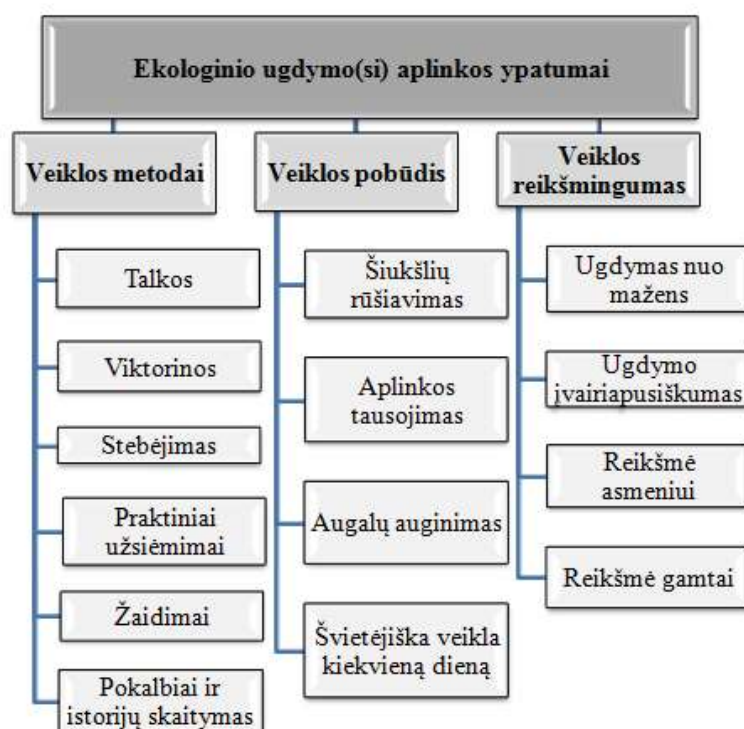 Ekologinio ugdymo(si) aplinkos ypatumai
Veiklos metodai
Talkos
Viktorinos
Stebėjimas
Praktiniai
užsiėmimai
Žaidimai
Pokalbiai ir
istorijų skaitymas
Veiklos pobūdis
Šiukšlių
rūšiavimas
Aplinkos
tausojimas
Augalų auginimas
Švietėjiška veikla
kiekvieną dieną
Veiklos
reikšmingumas
Ugdymas nuo
mažens
Ugdymo
įvairiapusiškumas
Reikšmė
asmeniui
Reikšmė gamtai